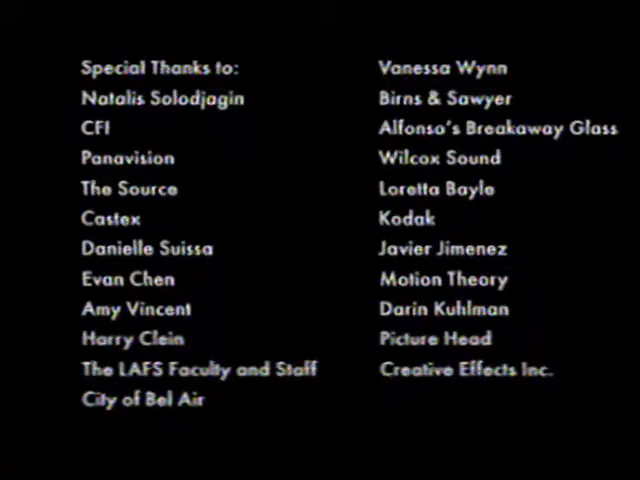 Special Thanks to:
Natalis Solodjagin
CFI
Panavision
The Source
Castex
Danielle Suissa
Evan Chen
Amy Vincent
Harry Clein
The LAFS Faculty and Staff
City of Bel Air
Vanessa Wynn
Birns & Sawyer
Alfonso's Breakaway Glass
Wilcox Sound
Loretta Bayle
Kodak
Javier Jimenez
Motion Theory
Darin Kuhlman
Picture Head
Creative Effects Inc.